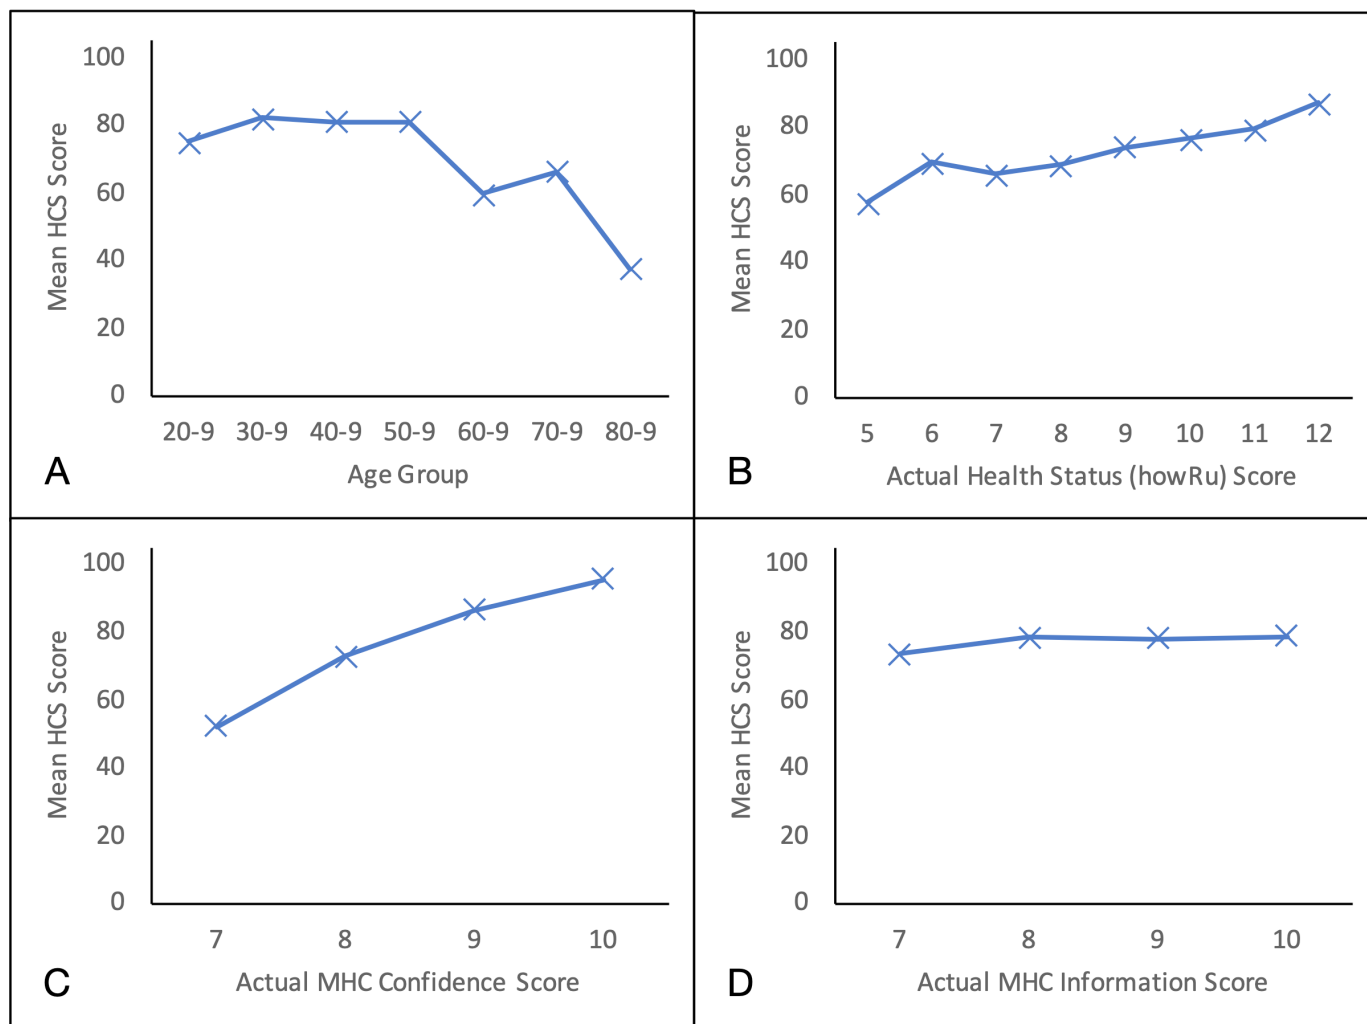 100
80
60
40
20
0
Mean HCS Score
20-9 30-9 40-9 50-9 60-9 70-9 80-9
Age Group
A
100
80
60
40
20
0
Mean HCS Score
5 6 7 8 9 10 11 12
Actual Health Status (howRu) Score
B
100
80
60
40
20
0
Mean HCS Score
7 8 9 10
Actual MHC Confidence Score
C
100
80
60
40
20
0
Mean HCS Score
7 8 9 10
Actual MHC Information Score
D